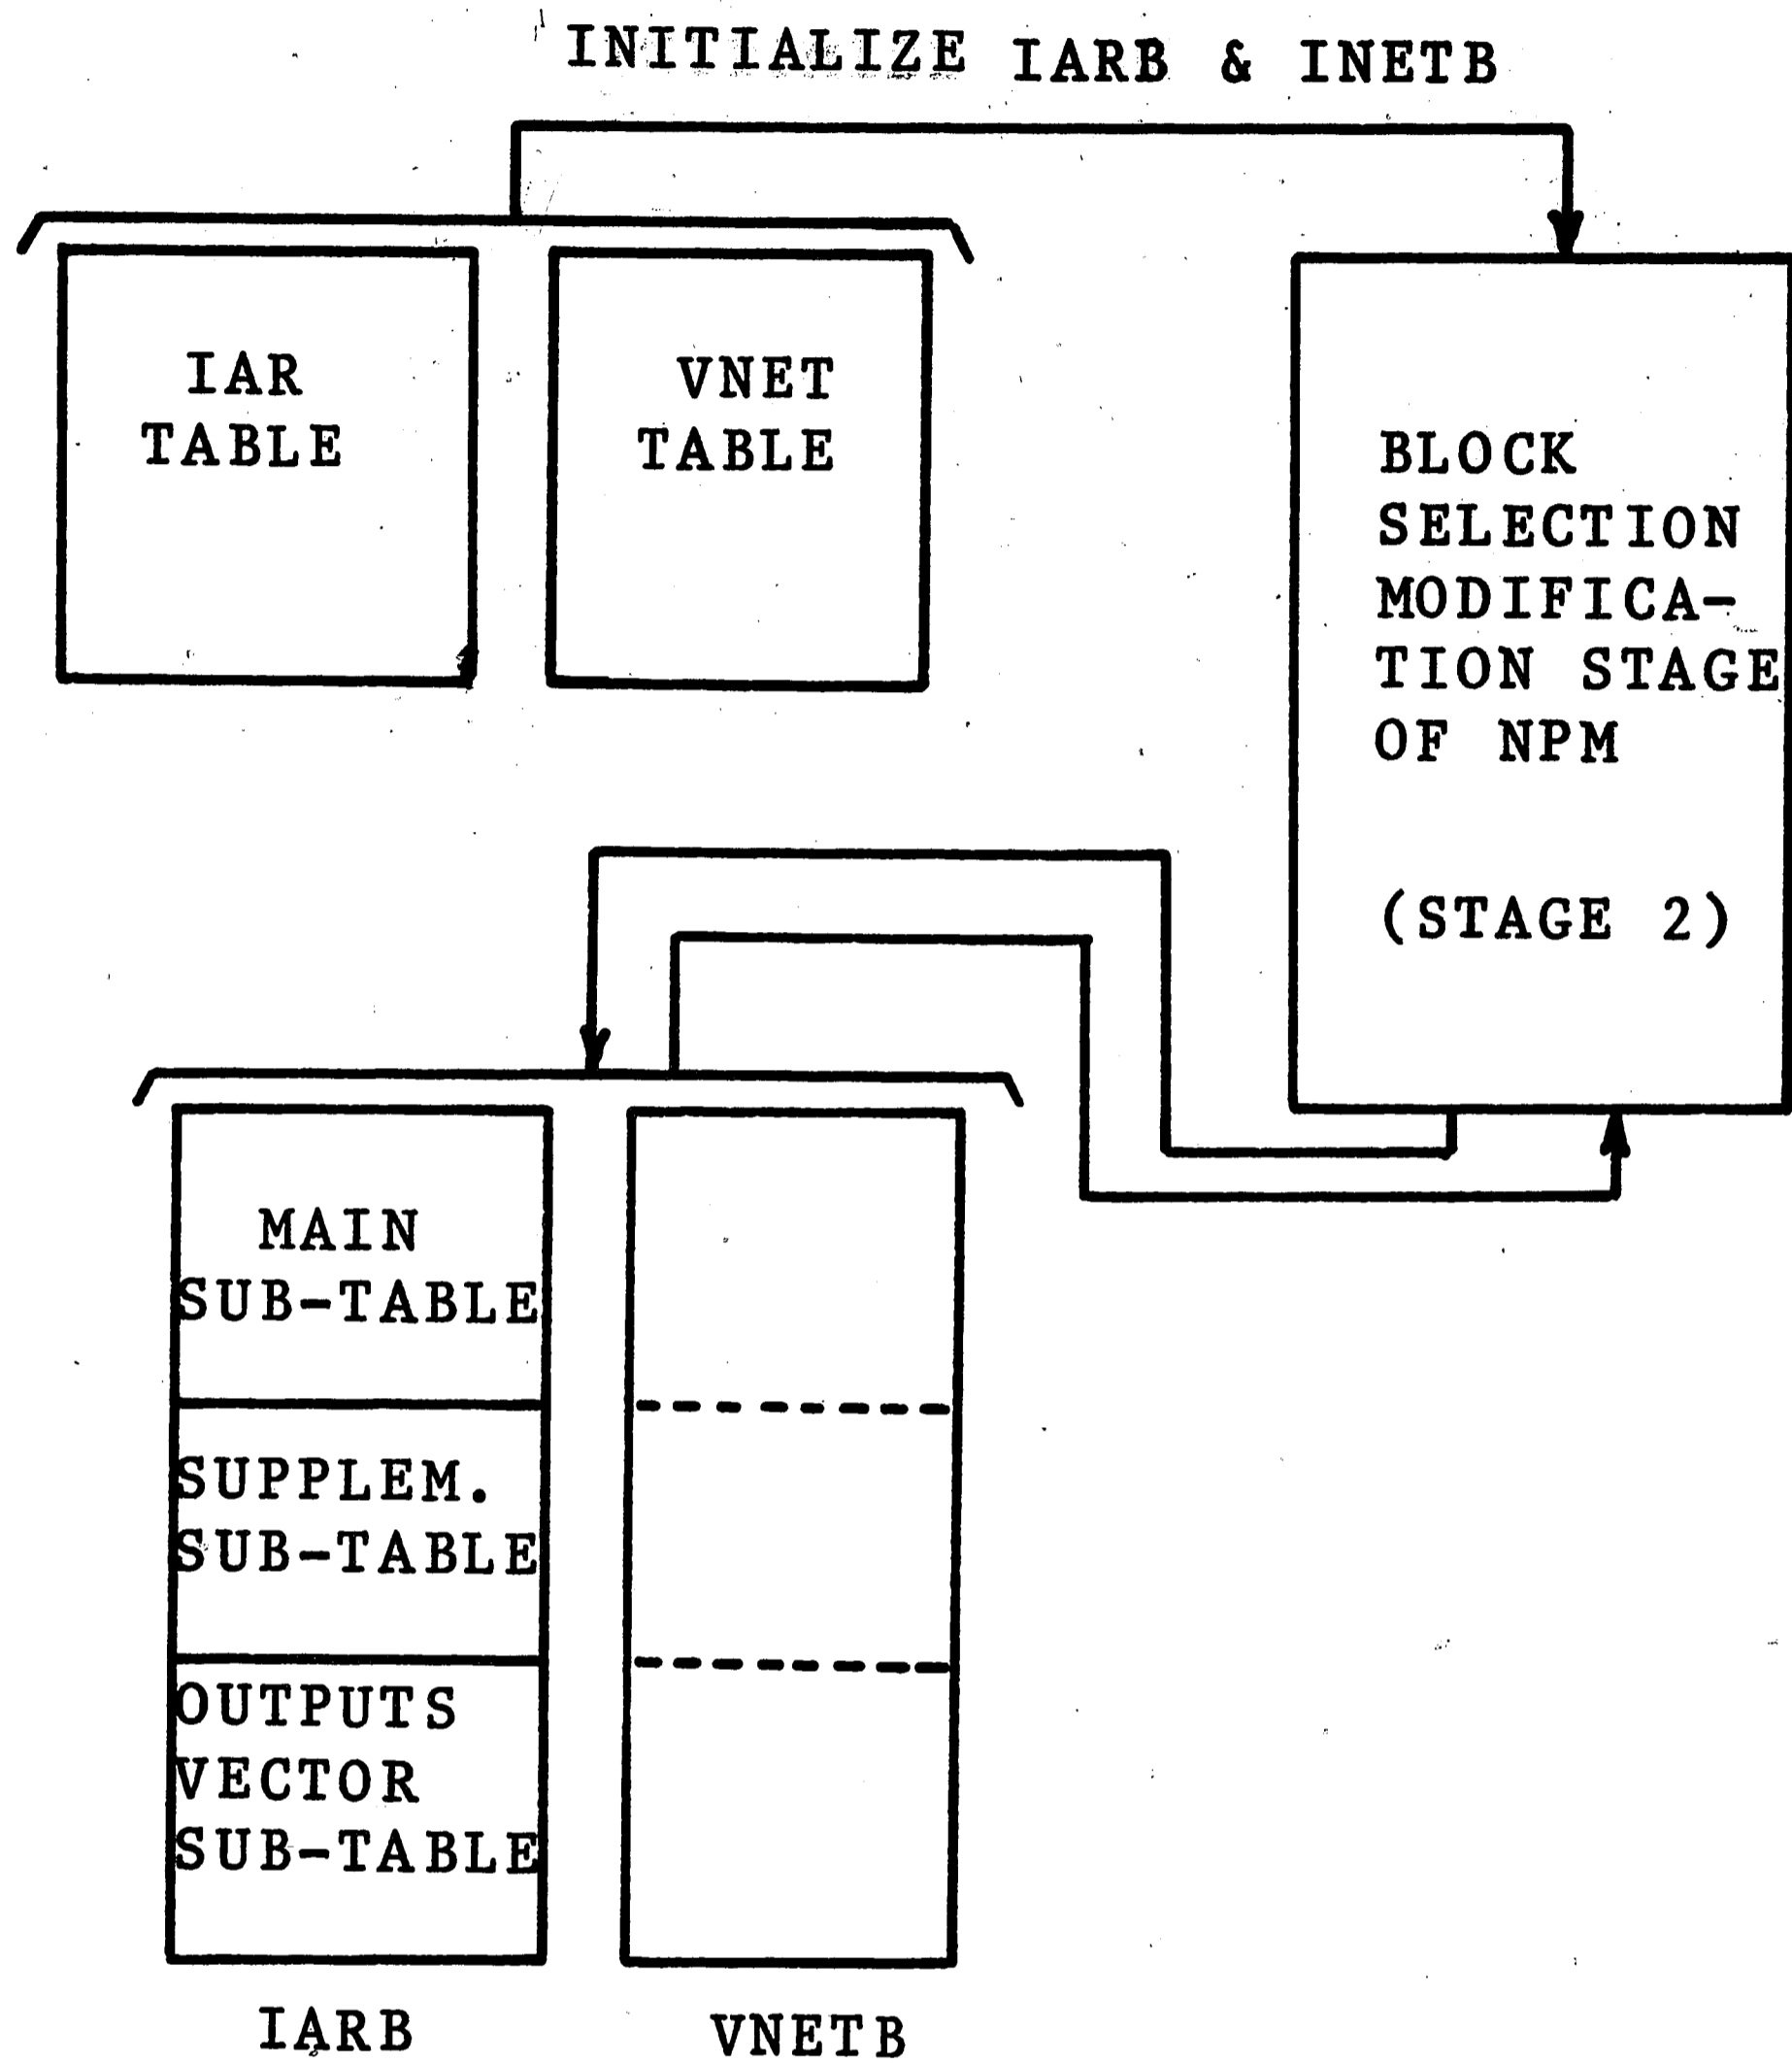 INITIALIZE IARB & INETB
IAR
TABLE
VNET
TABLE
BLOCK
SELECTION
MODIFICA-
TION STAGE
OF NPM
(STAGE 2)
MAIN
SUB-TABLE
SUPPLEM.
SUB-TABLE
OUTPUTS
VECTOR
SUB-TABLE
IARB
VNETB